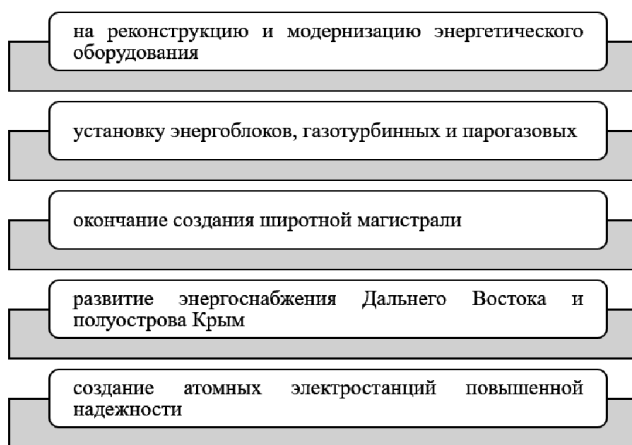 на реконструкцию и модернизацию энергетического
оборудования
установку энергоблоков, газотурбинных и парогазовых
окончание создания широтной магистрали
развитие энергоснабжения Дальнего Востока и
полуострова Крым
создание атомных электростанций повышенной
надежности